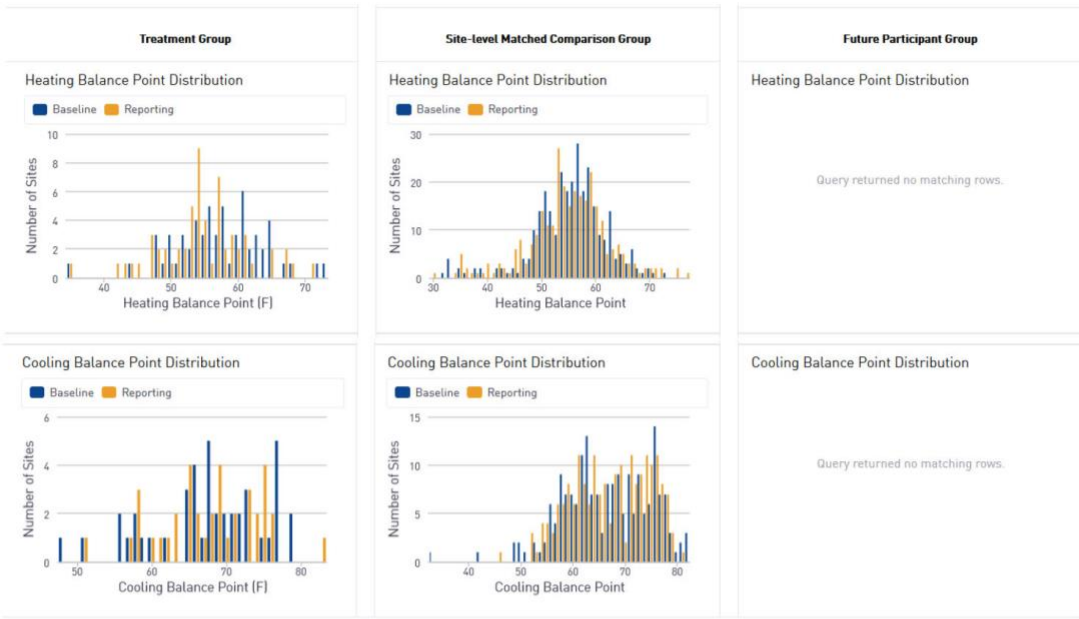 Treatment Group
Site-level Matched Comparison Group
Future Participant Group
Heating Balance Point Distribution
Baseline Reporting
10
8
6
4
2
0
Number of Sites
40 50 60 70
Heating Balance Point (F)
Heating Balance Point Distribution
Baseline Reporting
30
20
10
0
Number of Sites
30 40 50 60 70
Heating Balance Point
Heating Balance Point Distribution
Query returned no matching rows.
Cooling Balance Point Distribution
Baseline Reporting
6
4
2
0
Number of Sites
50 60 70 80
Cooling Balance Point (F)
Cooling Balance Point Distribution
Baseline Reporting
15
10
5
0
Number of Sites
40 50 60 70 80
Cooling Balance Point
Cooling Balance Point Distribution
Query returned no matching rows.